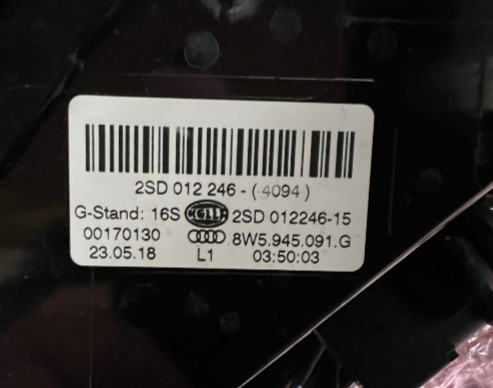 2SD 012 246-(4094)
G-Stand: 16S HELLA 2SD 012246-15
00170130 8W5.945.091.G
23.05.18 L1 03:50:03